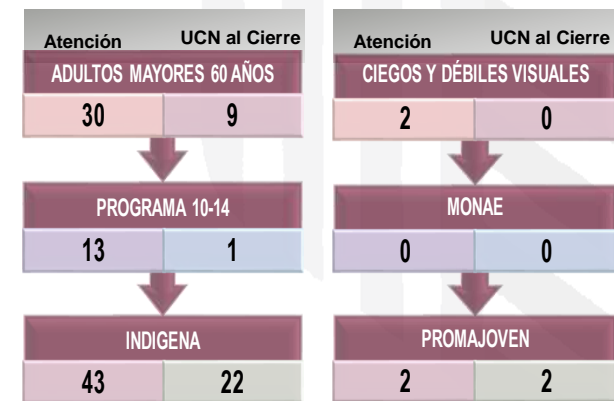 Atención UCN al Cierre
ADULTOS MAYORES 60 AÑOS
30 9
PROGRAMA 10-14
13 1
INDIGENA
43 22
Atención UCN al Cierre
CIEGOS Y DÉBILES VISUALES
2 0
MONAE
0 0
PROMAJOVEN
2 2